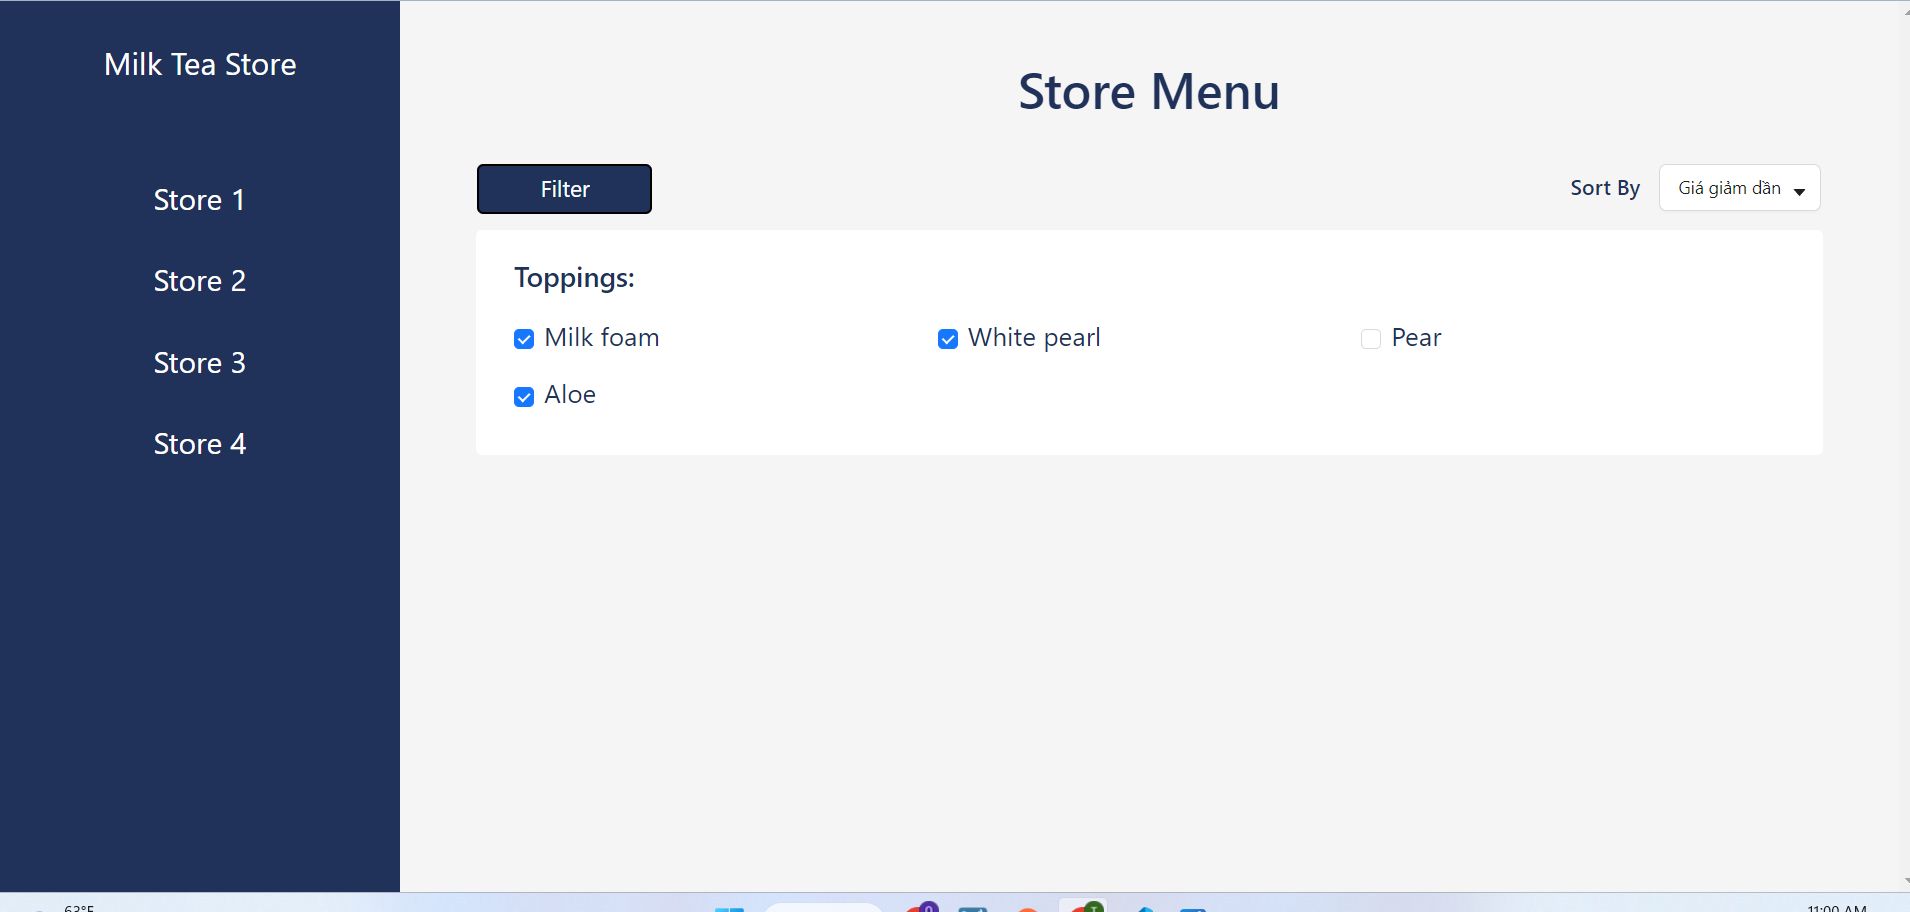 Milk Tea Store
Store 1
Store 2
Store 3
Store 4
Store Menu
Filter
Sort By
Giá giảm dần
Toppings:
Milk foam
White pearl
Pear
Aloe
63°F
11:00 AM